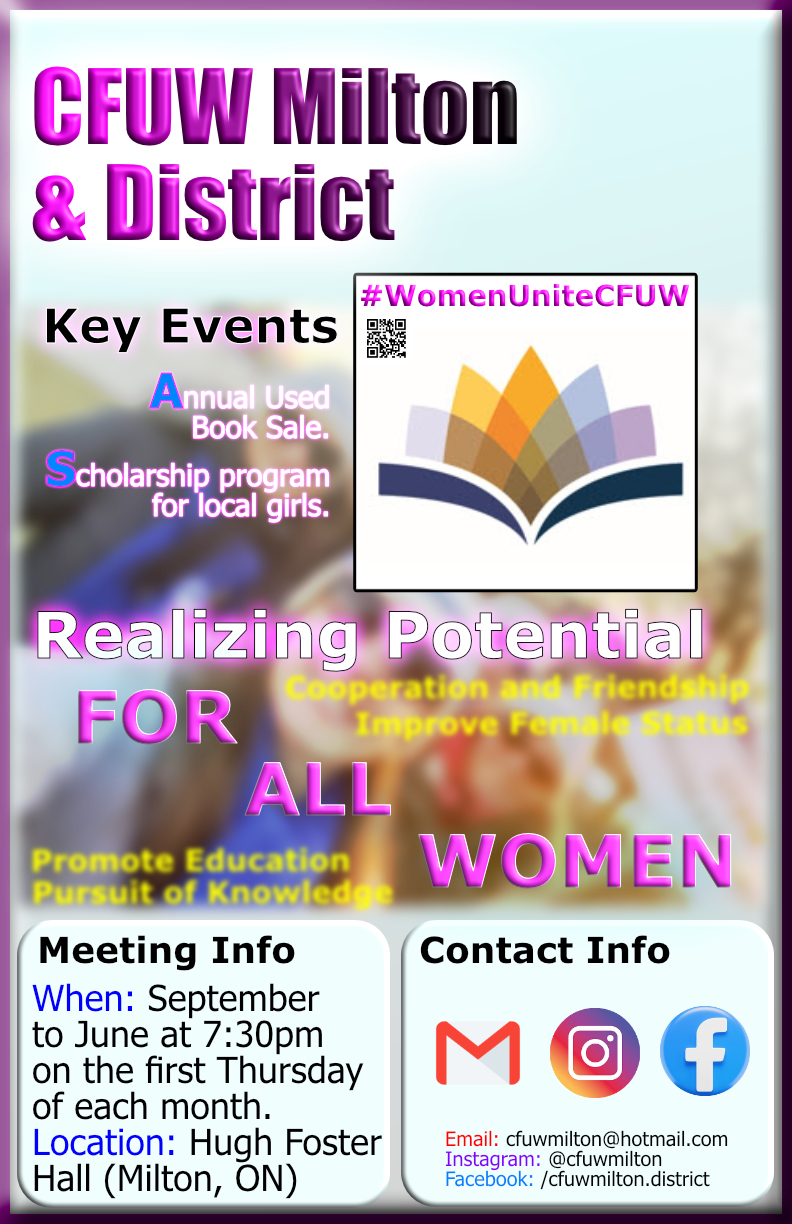 CFUW Milton
& District
#WomenUniteCFUW
Key Events
Annual Used
Book Sale.
Scholarship program
for local girls.
Realizing Potential
Cooperation and Friendship
FOR
Improve Female Status
ALL
WOMEN
Promote Education
Pursuit of Knowledge
Meeting Info
When: September
to June at 7:30pm
on the first Thursday
of each month.
Location: Hugh Foster
Hall (Milton, ON)
Contact Info
Email: cfuwmilton@hotmail.com
Instagram: @cfuwmilton
Facebook: /cfuwmilton.district